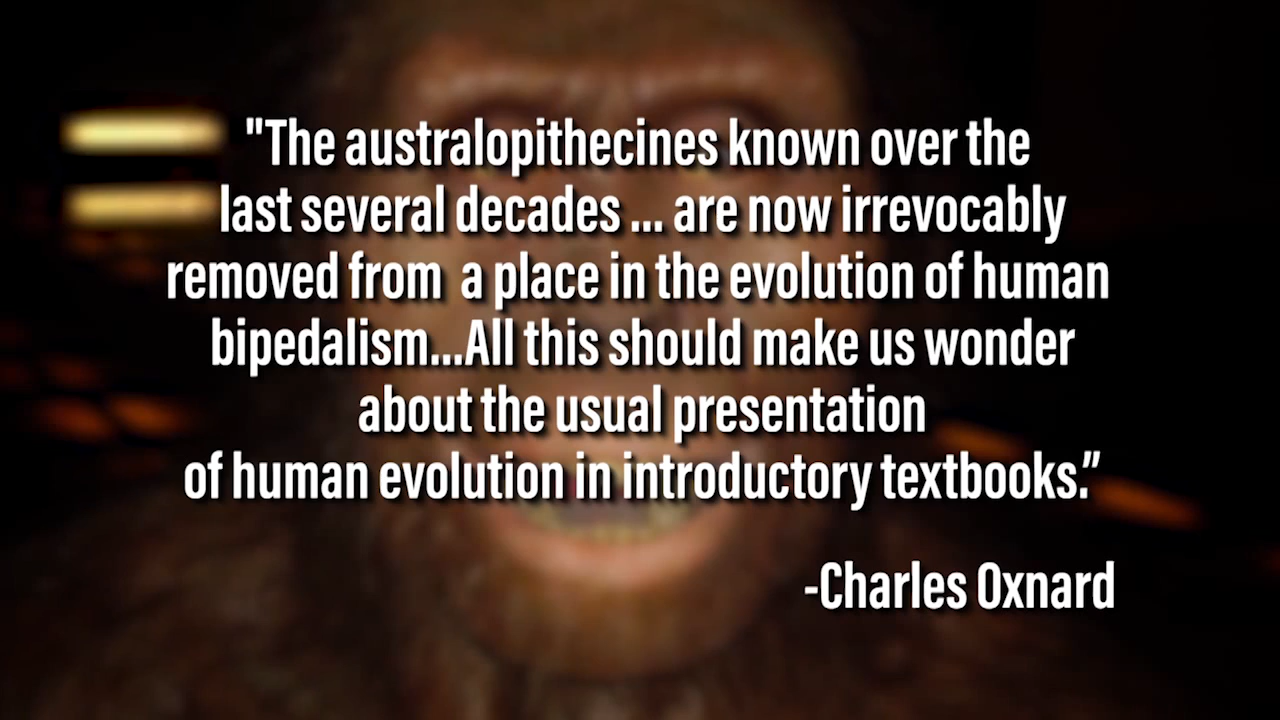 "The australopithecines known over the
last several decades ... are now irrevocably
removed from  a place in the evolution of human
bipedalism...All this should make us wonder
about the usual presentation
of human evolution in introductory textbooks.”
-Charles Oxnard